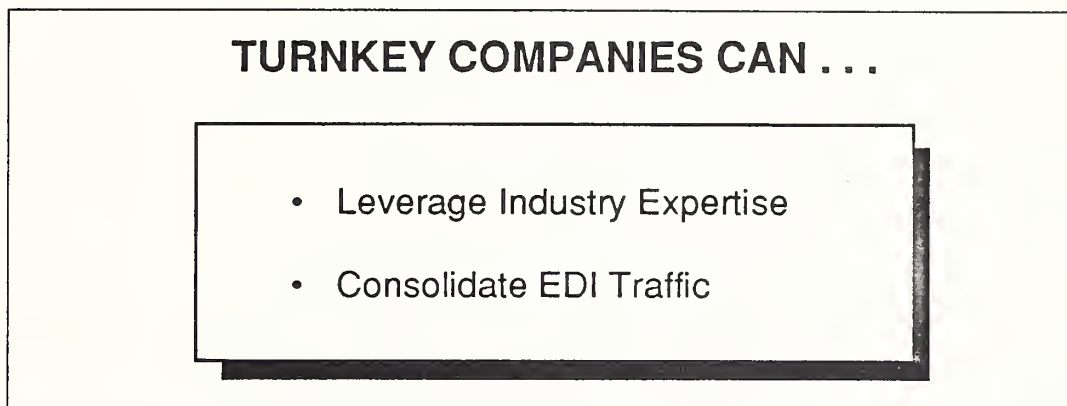 TURNKEY COMPANIES CAN . . .
• Leverage Industry Expertise
• Consolidate EDI Traffic